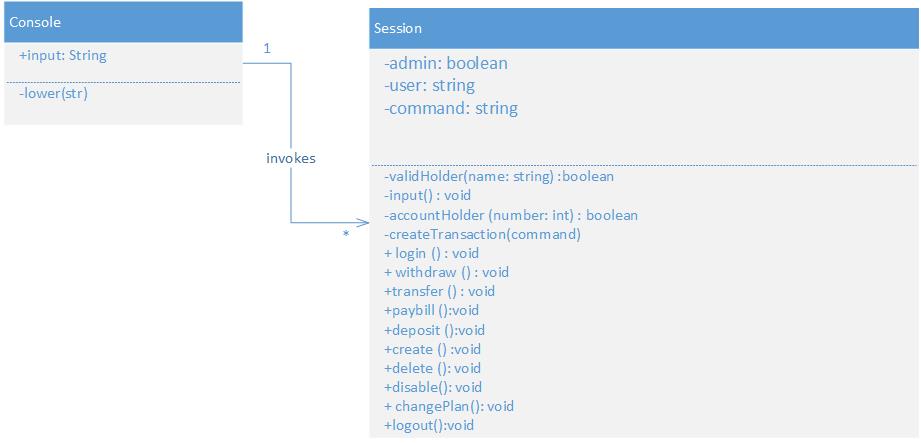 Console
+input: String
-lower(str)
1
invokes
*
Session
-admin: boolean
-user: string
-command: string
-validHolder(name: string) :boolean
-input() : void
-accountHolder (number: int) : boolean
-createTransaction(command)
+ login () : void
+ withdraw () : void
+transfer () : void
+paybill ():void
+deposit ():void
+create () :void
+delete (): void
+disable(): void
+ changePlan(): void
+logout():void